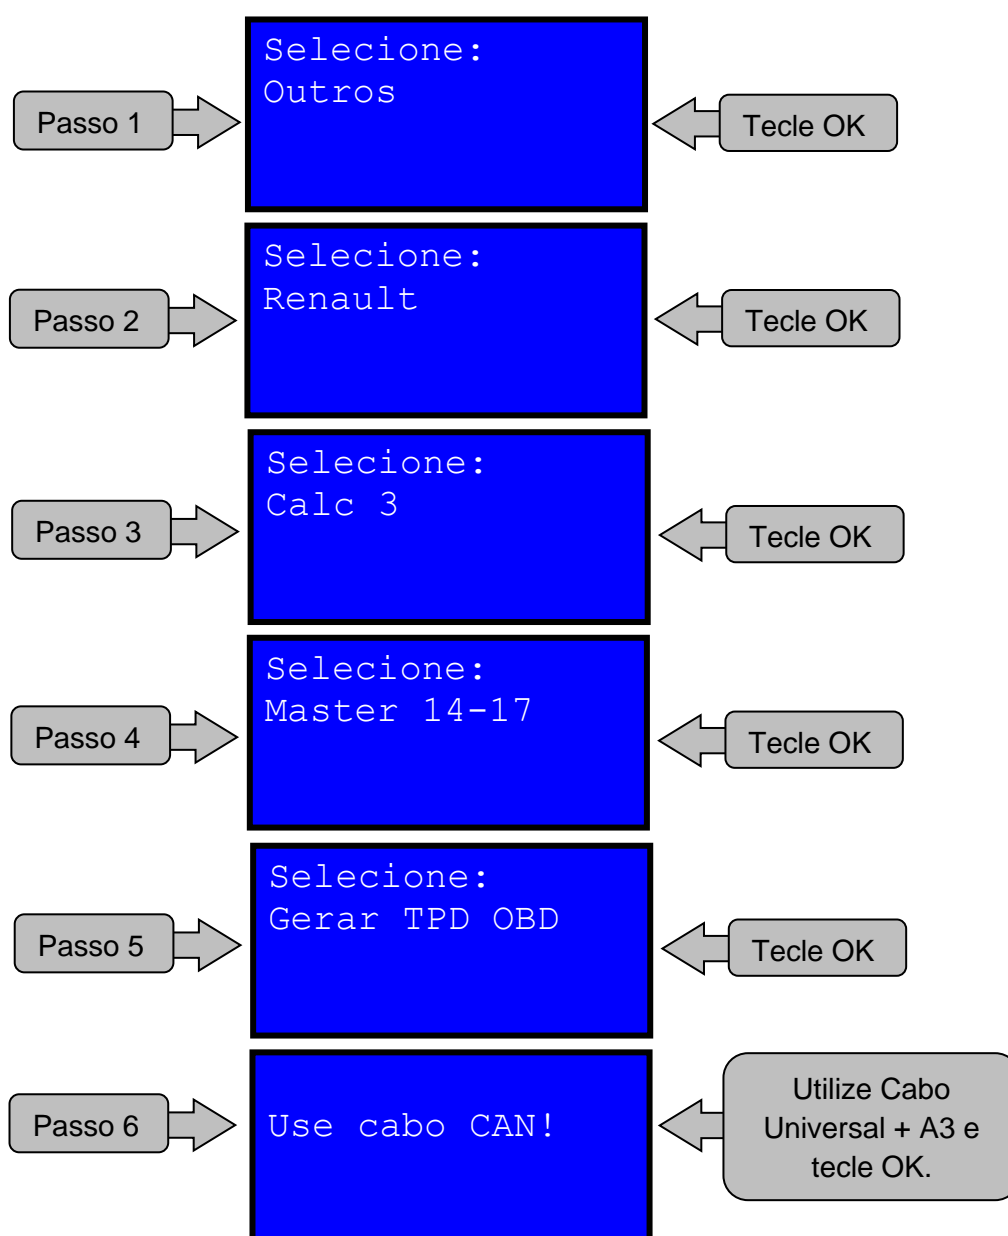 Passo 1
Selecione:
Outros
Tecle OK
Passo 2
Selecione:
Renault
Tecle OK
Passo 3
Selecione:
Calc 3
Tecle OK
Passo 4
Selecione:
Master 14-17
Tecle OK
Passo 5
Selecione:
Gerar TPD OBD
Tecle OK
Passo 6
Use cabo CAN!
Utilize Cabo
Universal + A3 e
tecle OK.